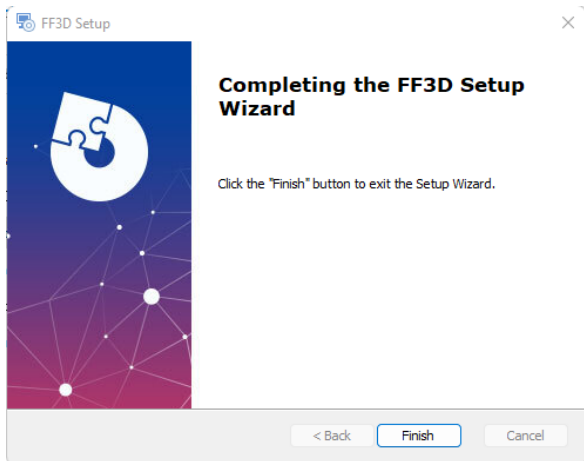 FF3D Setup
Completing the FF3D Setup
Wizard
Click the "Finish" button to exit the Setup Wizard.
< Back
Finish
Cancel